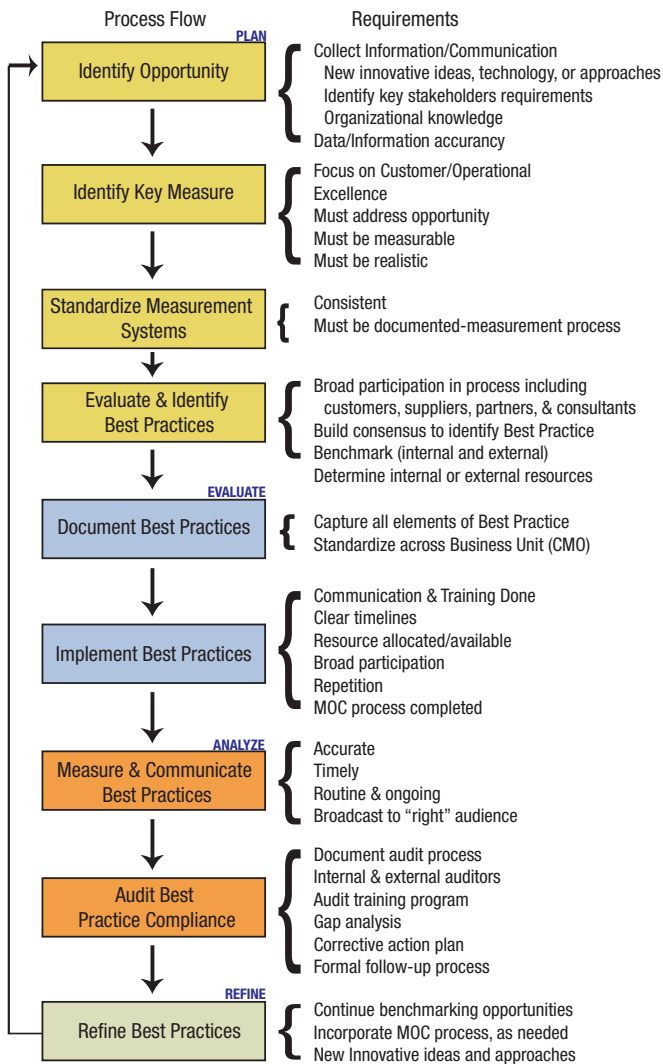 Process Flow
Requirements
PLAN
Identify Opportunity
Collect Information/Communication
New innovative ideas, technology, or approaches
Identify key stakeholders requirements
Organizational knowledge
Data/Information accurancy
Identify Key Measure
Focus on Customer/Operational
Excellence
Must address opportunity
Must be measurable
Must be realistic
Standardize Measurement
Systems
Consistent
Must be documented-measurement process
Evaluate & Identify
Best Practices
Broad participation in process including
customers, suppliers, partners, & consultants
Build consensus to identify Best Practice
Benchmark (internal and external)
Determine internal or external resources
EVALUATE
Document Best Practices
Capture all elements of Best Practice
Standardize across Business Unit (CMO)
Implement Best Practices
Communication & Training Done
Clear timelines
Resource allocated/available
Broad participation
Repetition
MOC process completed
ANALYZE
Measure & Communicate
Best Practices
Accurate
Timely
Routine & ongoing
Broadcast to “right” audience
Audit Best
Practice Compliance
Document audit process
Internal & external auditors
Audit training program
Gap analysis
Corrective action plan
Formal follow-up process
REFINE
Refine Best Practices
Continue benchmarking opportunities
Incorporate MOC process, as needed
New Innovative ideas and approaches